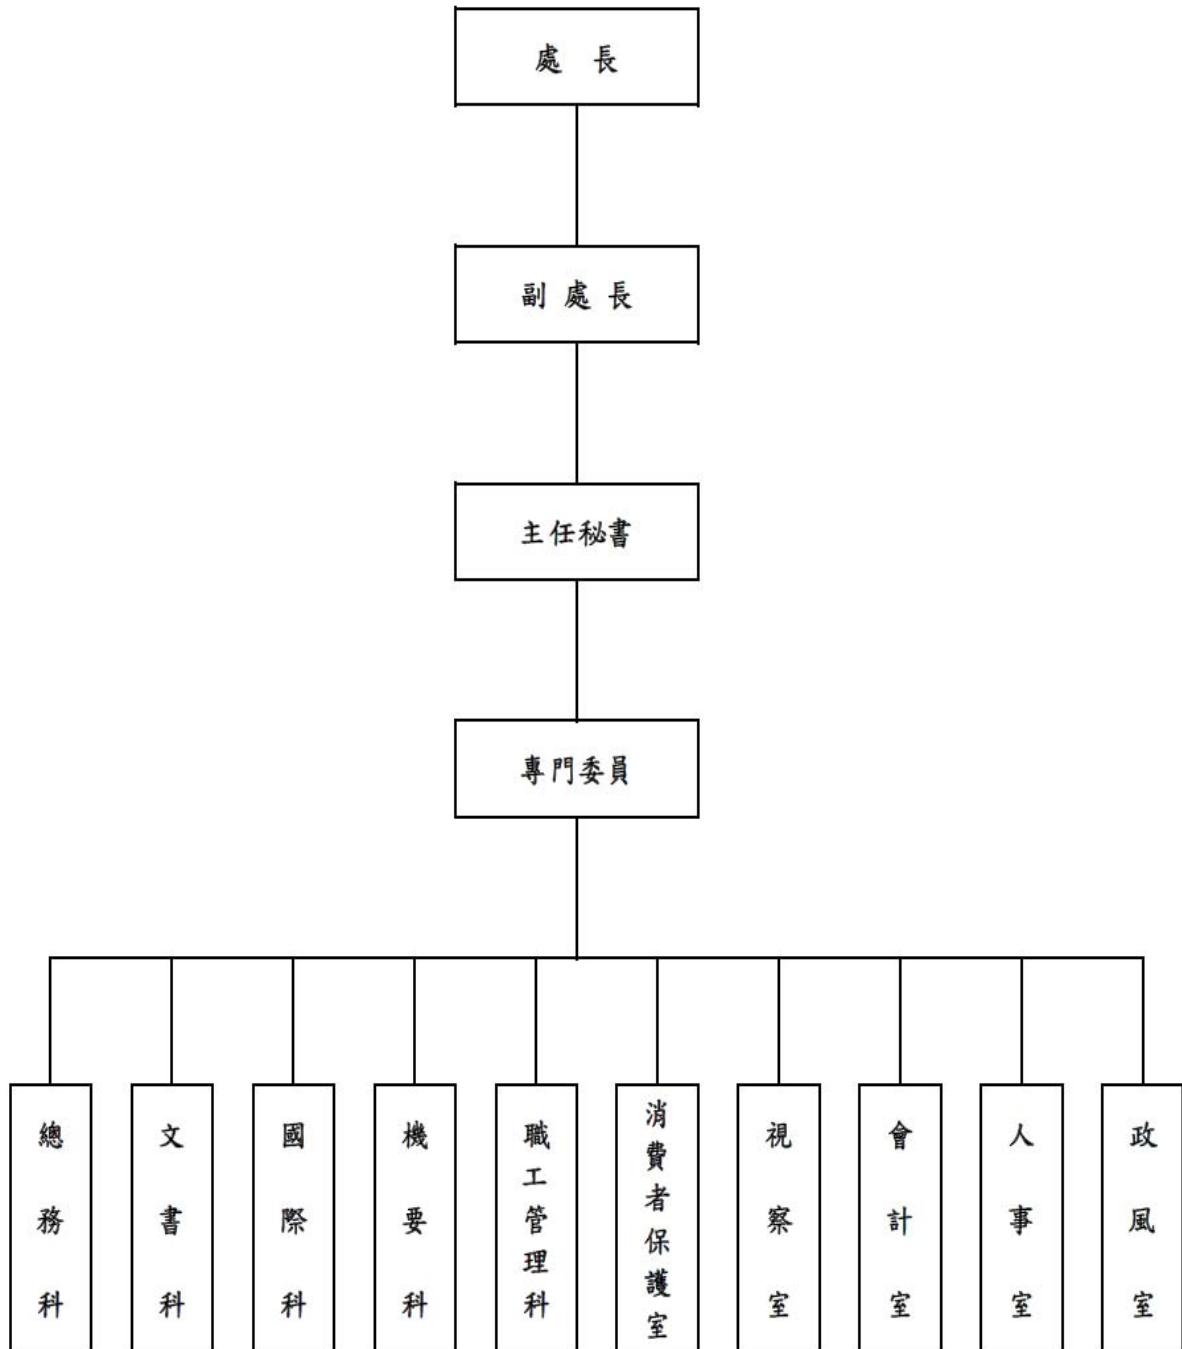 處長
副處長
主任秘書
專門委員
總務科
文書科
國際科
機要科
職工管理科
消費者保護室
視察室
會計室
人事室
政風室